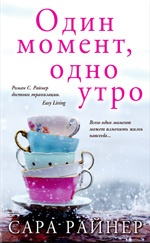 Один
момент, одно
утро
Роман С. Райнер
достоин экранизации.
Easy Living
Всего один момент
может изменить жизнь
навсегда...
САРА РАЙНЕР